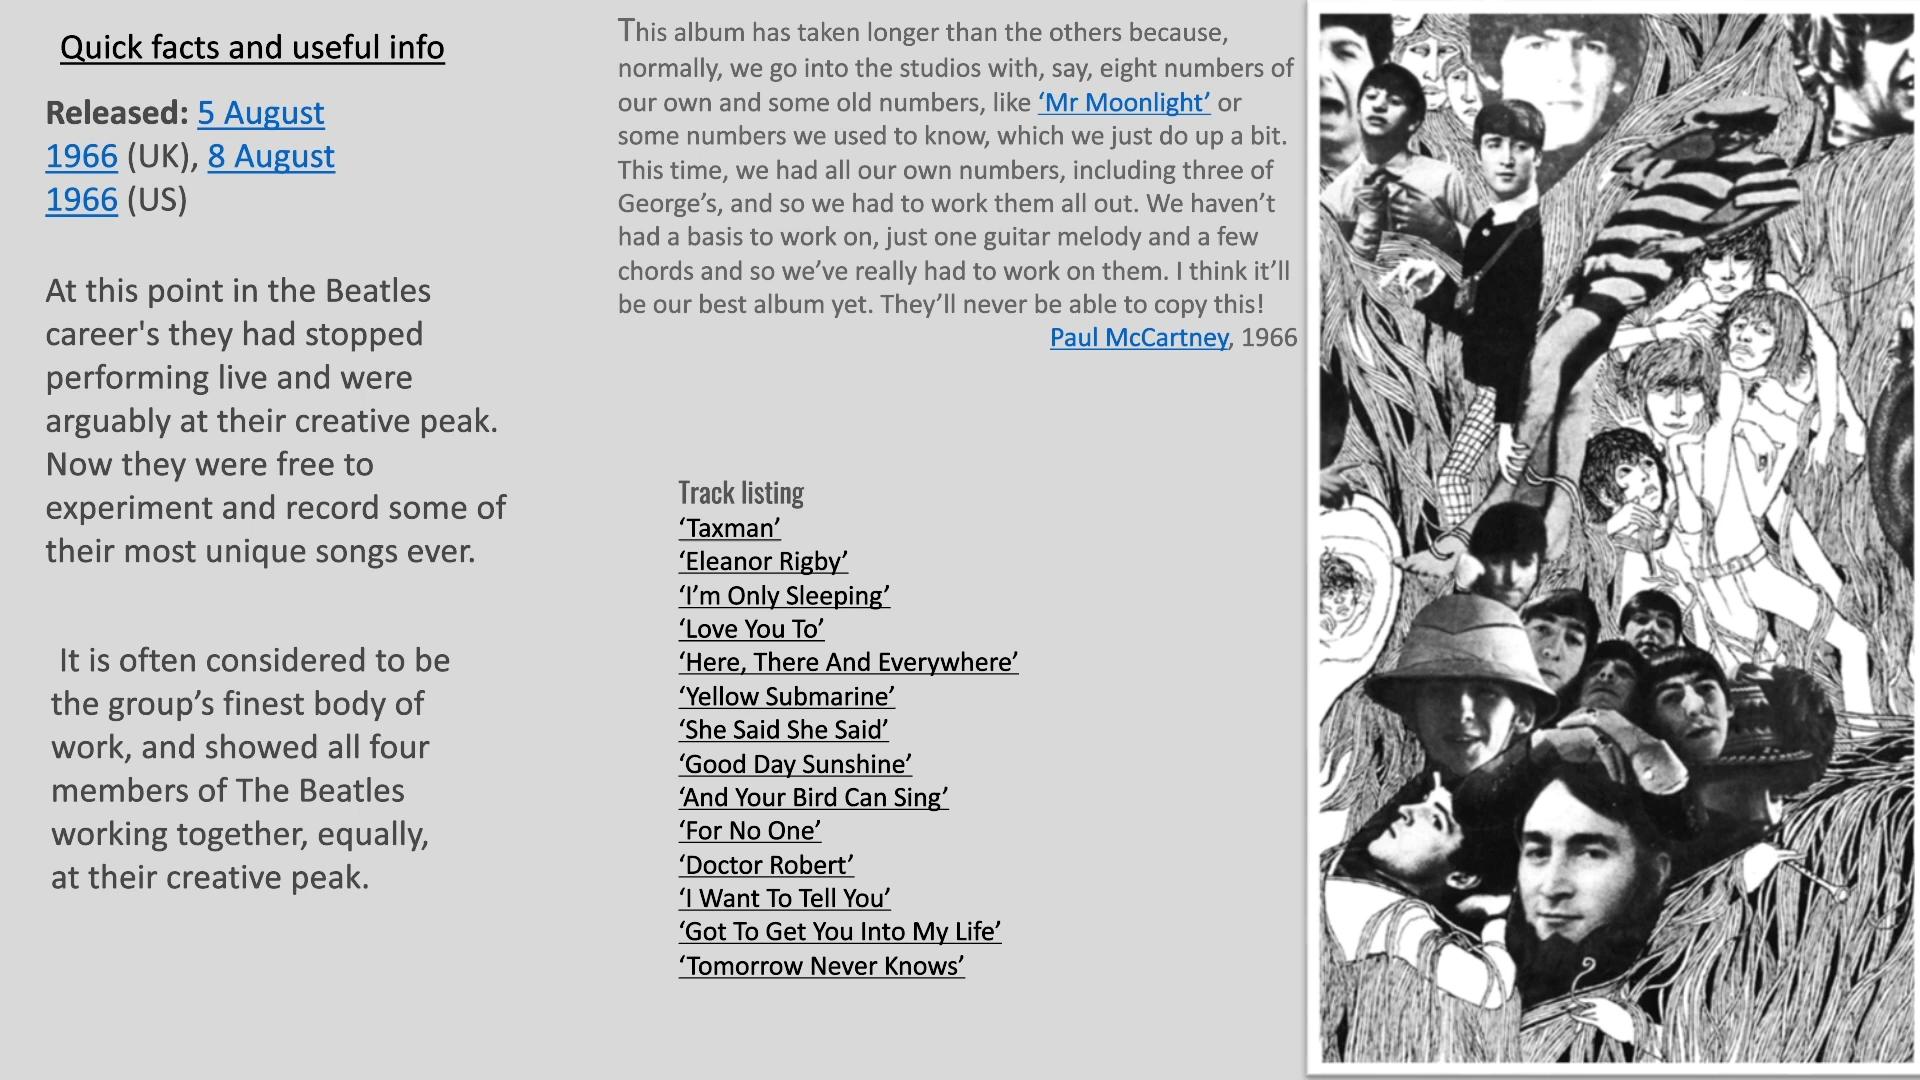 Quick facts and useful info
Released: 5 August
1966 (UK), 8 August
1966 (US)
At this point in the Beatles
career's they had stopped
performing live and were
arguably at their creative peak.
Now they were free to
experiment and record some of
their most unique songs ever.
It is often considered to be
the group’s finest body of
work, and showed all four
members of The Beatles
working together, equally,
at their creative peak.
This album has taken longer than the others because,
normally, we go into the studios with, say, eight numbers of
our own and some old numbers, like ‘Mr Moonlight’ or
some numbers we used to know, which we just do up a bit.
This time, we had all our own numbers, including three of
George’s, and so we had to work them all out. We haven’t
had a basis to work on, just one guitar melody and a few
chords and so we’ve really had to work on them. I think it’ll
be our best album yet. They’ll never be able to copy this!
Paul McCartney, 1966
Track listing
‘Taxman’
‘Eleanor Rigby’
‘I’m Only Sleeping’
‘Love You To’
‘Here, There And Everywhere’
‘Yellow Submarine’
‘She Said She Said’
‘Good Day Sunshine’
‘And Your Bird Can Sing’
‘For No One’
‘Doctor Robert’
‘I Want To Tell You’
‘Got To Get You Into My Life’
‘Tomorrow Never Knows’